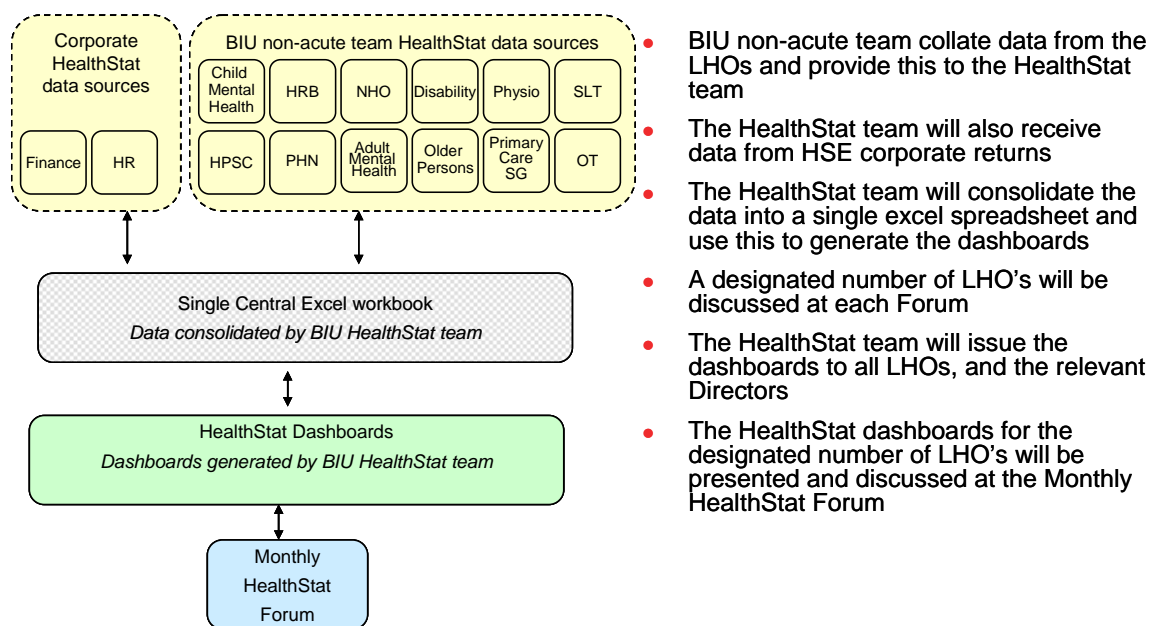 Corporate
HealthStat
data sources
Finance
HR
BIU non-acute team HealthStat data sources
Child
Mental
Health
HRB
NHO
Disability
Physio
SLT
HPSC
PHN
Adult
Mental
Health
Older
Persons
Primary
Care
SG
OT
Single Central Excel workbook
Data consolidated by BIU HealthStat team
HealthStat Dashboards
Dashboards generated by BIU HealthStat team
Monthly
HealthStat
Forum
• BIU non-acute team collate data from the
LHOs and provide this to the HealthStat
team
• The HealthStat team will also receive
data from HSE corporate returns
• The HealthStat team will consolidate the
data into a single excel spreadsheet and
use this to generate the dashboards
• A designated number of LHO's will be
discussed at each Forum
• The HealthStat team will issue the
dashboards to all LHOs, and the relevant
Directors
• The HealthStat dashboards for the
designated number of LHO's will be
presented and discussed at the Monthly
HealthStat Forum